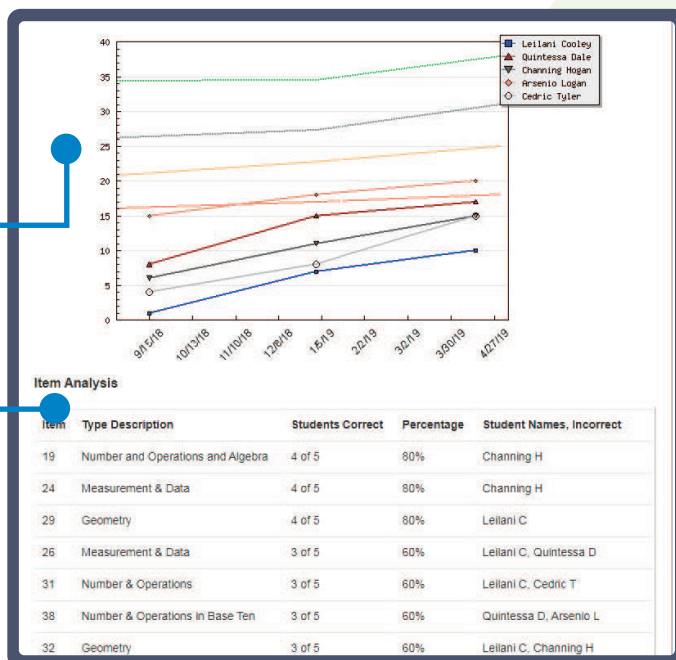 40
35
30
25
20
15
10
5
0
Leilani Cooley
Quintessa Dale
Channing Hogan
Arsenio Logan
Cedric Tyler
9/15/18 10/13/18 11/10/18 12/8/18 1/5/19 2/2/19 3/2/19 3/30/19 4/27/19
Item Analysis
Item Type Description Students Correct Percentage Student Names, Incorrect
19 Number and Operations and Algebra 4 of 5 80% Channing H
24 Measurement & Data 4 of 5 80% Channing H
29 Geometry 4 of 5 80% Leilani C
26 Measurement & Data 3 of 5 60% Leilani C, Quintessa D
31 Number & Operations 3 of 5 60% Leilani C, Cedric T
38 Number & Operations in Base Ten 3 of 5 60% Quintessa D, Arsenio L
32 Geometry 3 of 5 60% Leilani C, Channing H